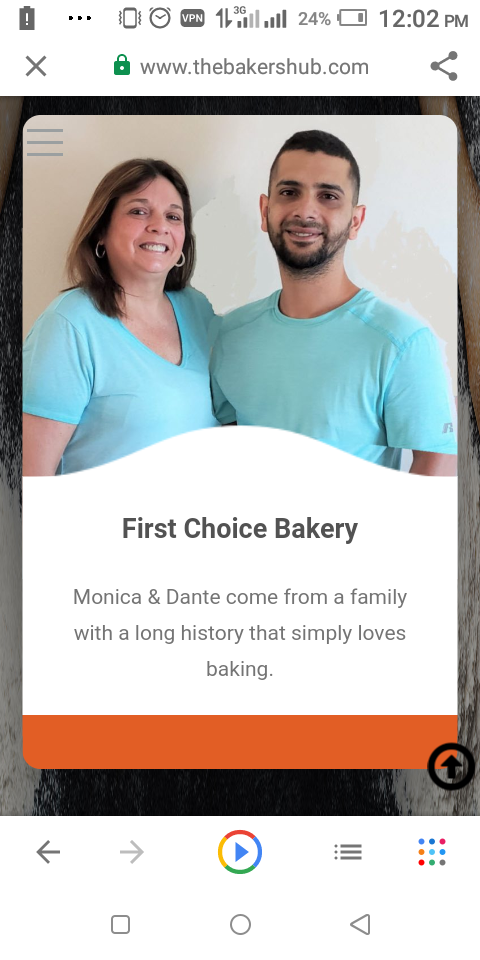 VPN 3G 24% 12:02 PM
www.thebakershub.com
First Choice Bakery
Monica & Dante come from a family
with a long history that simply loves
baking.